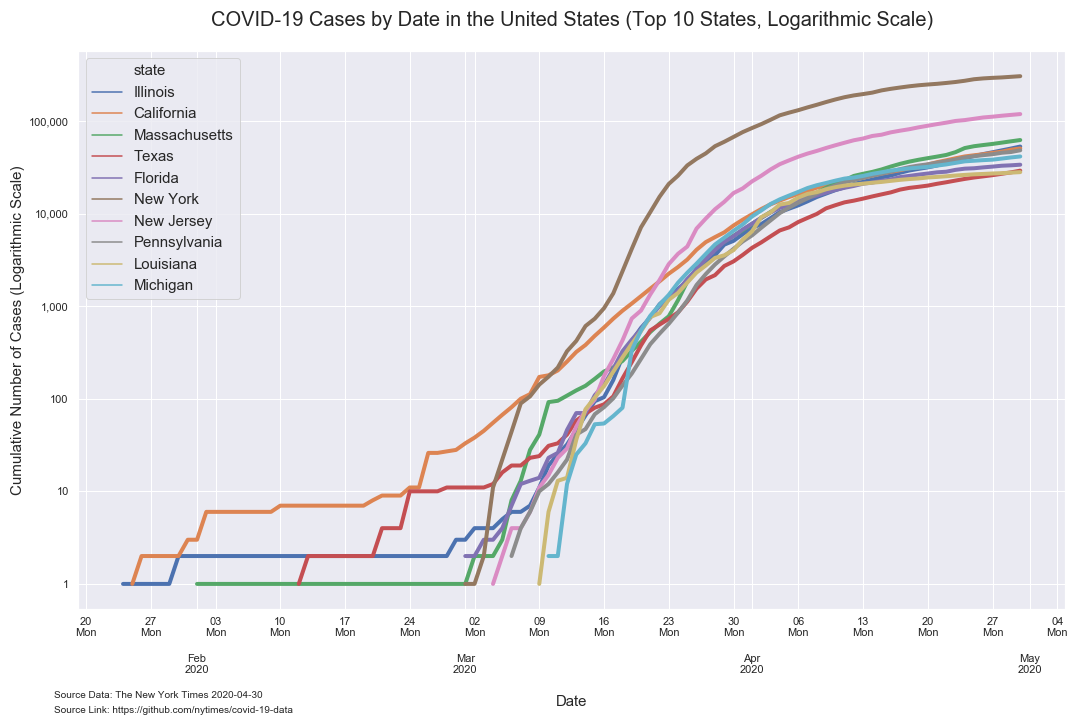 COVID-19 Cases by Date in the United States (Top 10 States, Logarithmic Scale)
state
Illinois
California
Massachusetts
Texas
Florida
New York
New Jersey
Pennsylvania
Louisiana
Michigan
Cumulative Number of Cases (Logarithmic Scale)
100,000
10,000
1,000
100
10
1
20 27 03 10 17 24 02 09 16 23 30 06 13 20 27 04
Mon Mon Mon Mon Mon Mon Mon Mon Mon Mon Mon Mon Mon Mon Mon Mon
Feb Mar Apr May
2020 2020 2020 2020
Date
Source Data: The New York Times 2020-04-30
Source Link: https://github.com/nytimes/covid-19-data